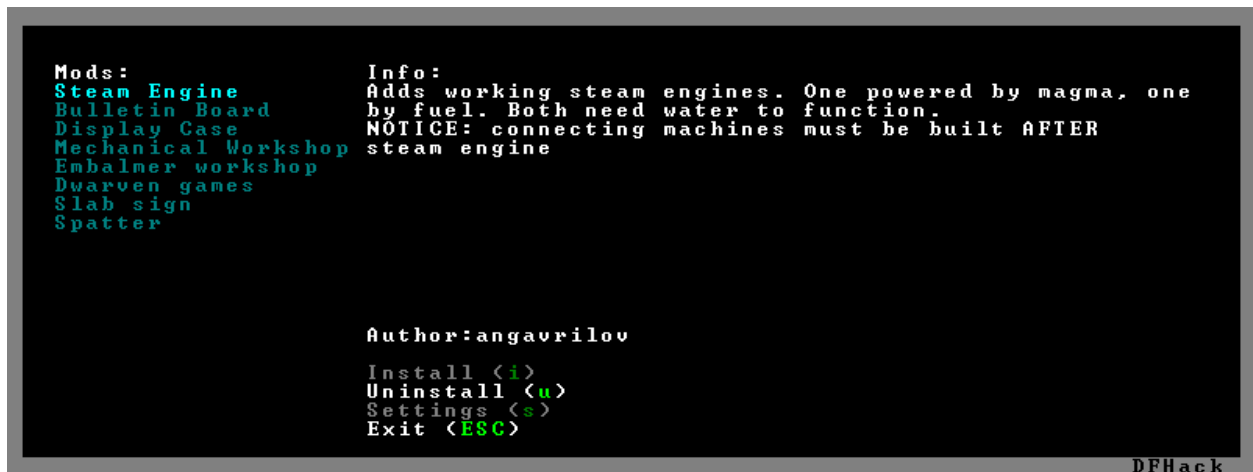 Mods:
Steam Engine
Bulletin Board
Display Case
Mechanical Workshop
Embalmer workshop
Dwarven games
Slab sign
Spatter
Info:
Adds working steam engines. One powered by magma, one
by fuel. Both need water to function.
NOTICE: connecting machines must be built AFTER
steam engine
Author:angavrilov
Install (i)
Uninstall (u)
Settings (s)
Exit (ESC)
DFHack